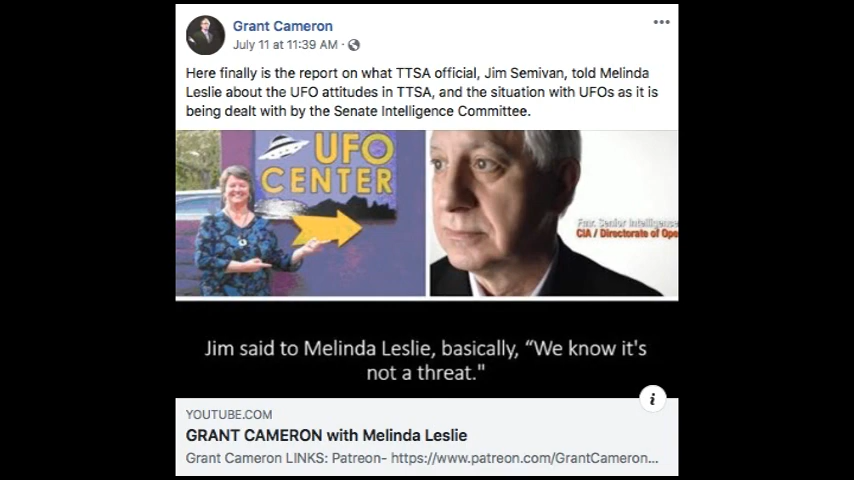 Grant Cameron
July 11 at 11:39 AM ·
Here finally is the report on what TTSA official, Jim Semivan, told Melinda
Leslie about the UFO attitudes in TTSA, and the situation with UFOs as it is
being dealt with by the Senate Intelligence Committee.
UFO
CENTER
Fmr. Senior Intelligence
CIA / Directorate of Ope
Jim said to Melinda Leslie, basically, “We know it's
not a threat."
i
YOUTUBE.COM
GRANT CAMERON with Melinda Leslie
Grant Cameron LINKS: Patreon- https://www.patreon.com/GrantCameron...